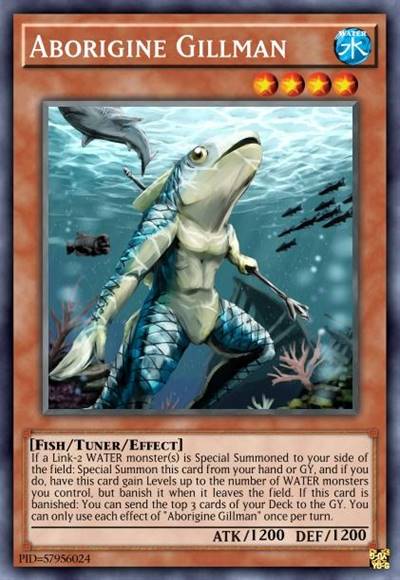 ABORIGINE GILLMAN
WATER
水
[FISH/TUNER/EFFECT]
If a Link-2 WATER monster(s) is Special Summoned to your side of
the field: Special Summon this card from your hand or GY, and if you
do, have this card gain Levels up to the number of WATER monsters
you control, but banish it when it leaves the field. If this card is
banished: You can send the top 3 cards of your Deck to the GY. You
can only use each effect of "Aborigine Gillman" once per turn.
ATK/1200 DEF/1200
PID=57956024